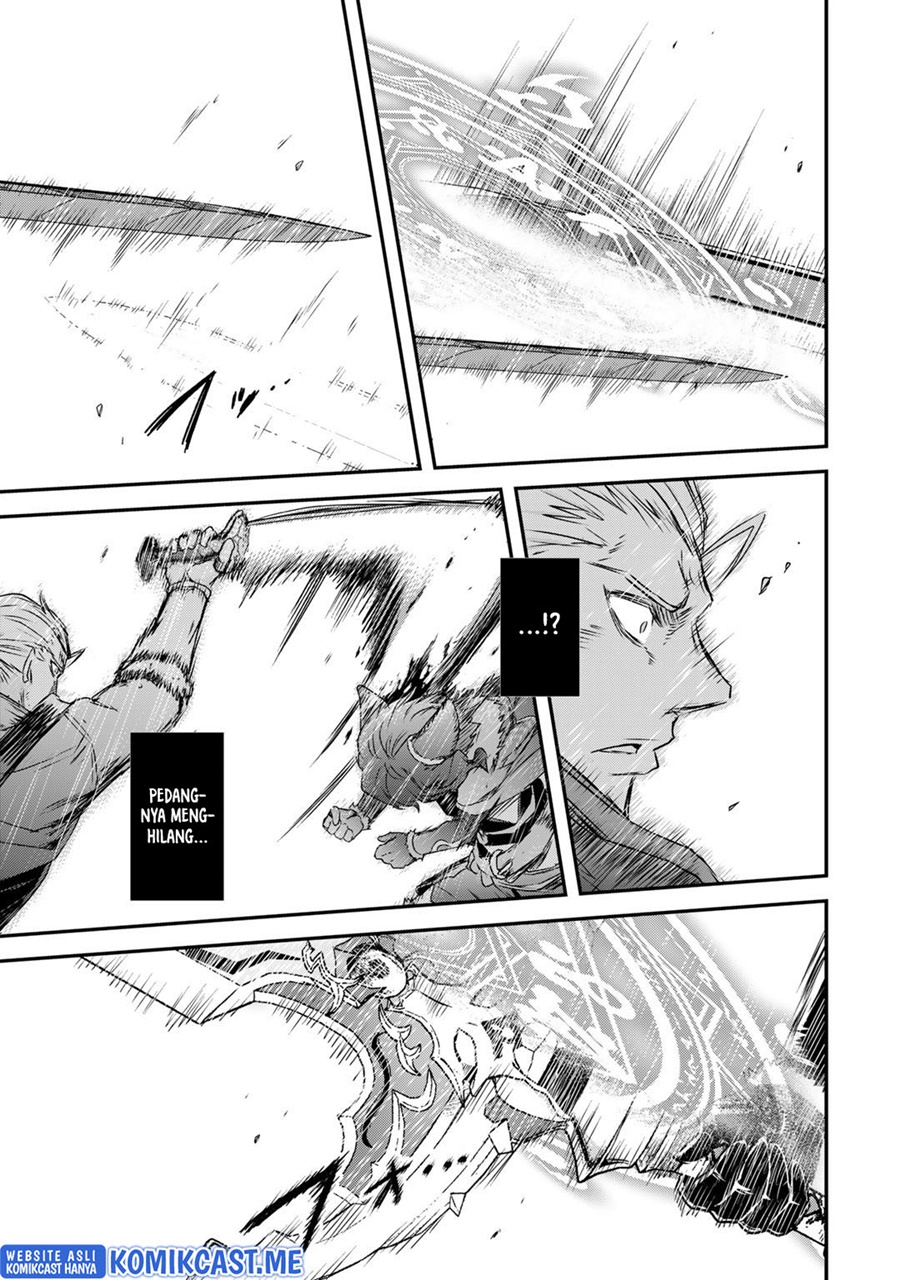 ...!?
PEDANG-
NYA MENG-
HILANG...
WEBSITE ASLI
KOMIKCAST HANYA
KOMIKCAST.ME